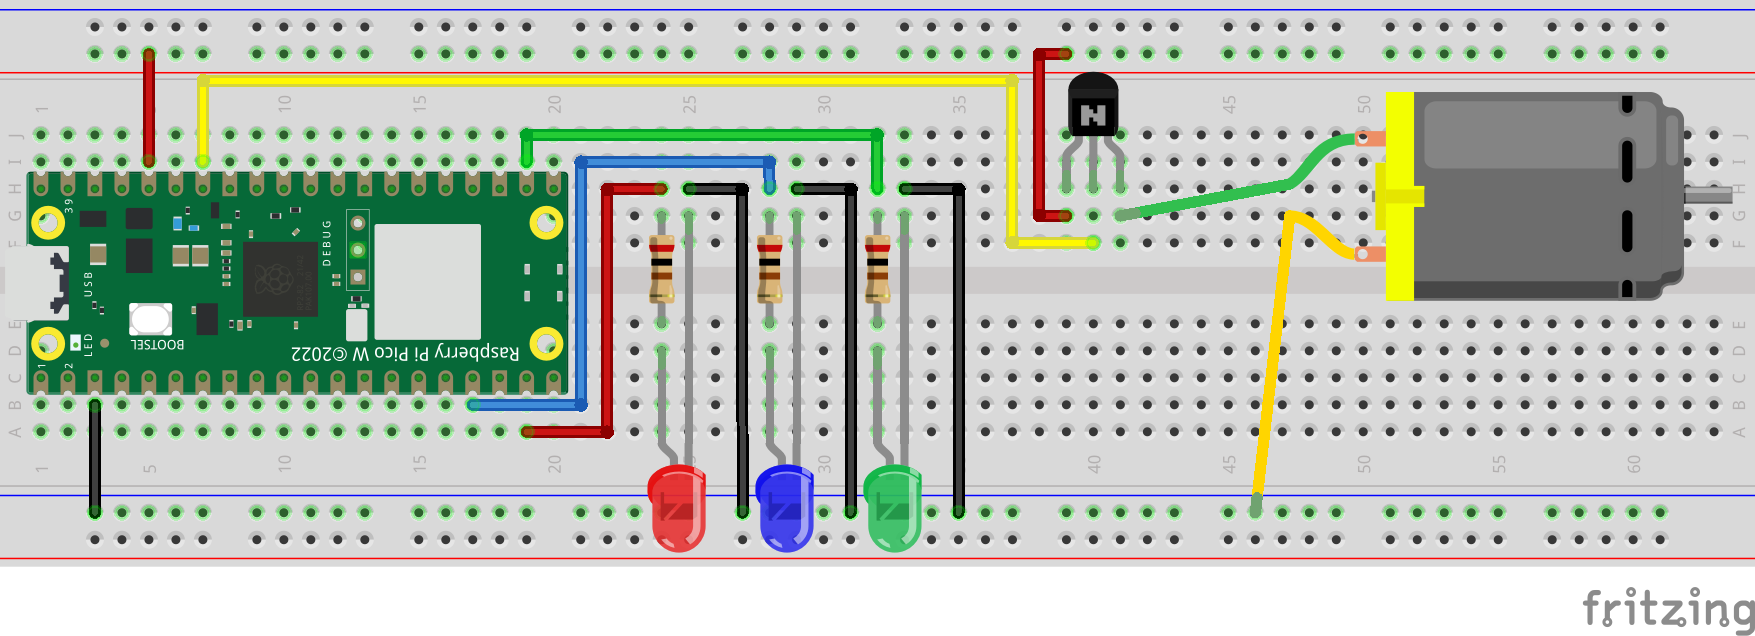 1 10 15 20 25 30 35 45 50
J J
I I
H H
G G
F F
39
USB
DEBUG
BOOTSEL
LED
1
2
Raspberry Pi Pico W ©2022
N
E E
D D
C C
B B
A A
1 5 10 15 20 30 40 45 50 55 60
fritzing